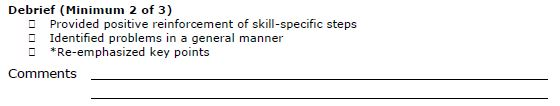 Debrief (Minimum 2 of 3)
□ Provided positive reinforcement of skill-specific steps
□ Identified problems in a general manner
□ *Re-emphasized key points
Comments